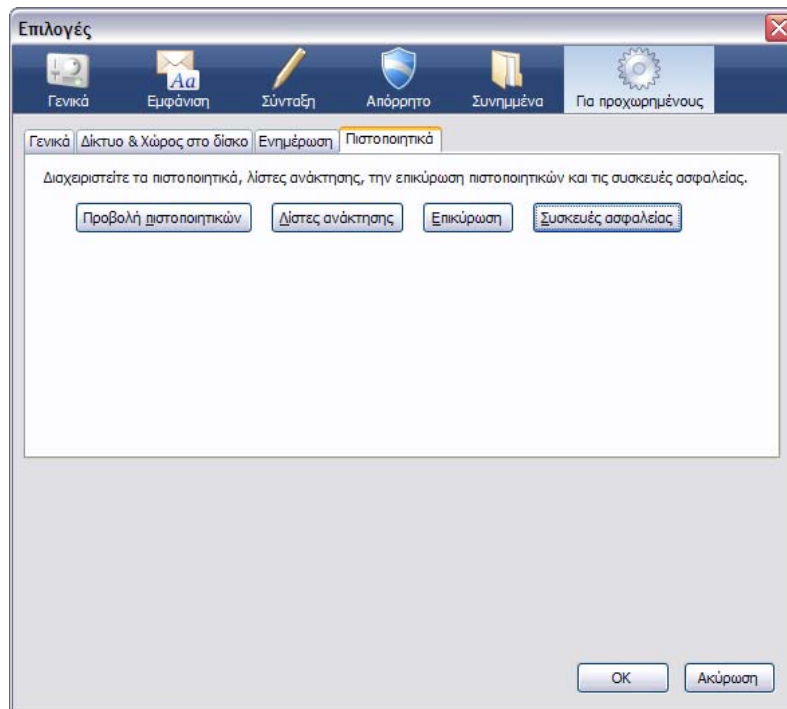 Επιλογές
Aa
Γενικά Εμφάνιση Σύνταξη Απόρρητο Συνημμένα Για προχωρημένους
Γενικά Δίκτυο & Χώρος στο δίσκο Ενημέρωση Πιστοποιητικά
Διαχειριστείτε τα πιστοποιητικά, λίστες ανάκτησης, την επικύρωση πιστοποιητικών και τις συσκευές ασφαλείας.
Προβολή πιστοποιητικών Λίστες ανάκτησης Επικύρωση Συσκευές ασφαλείας
OK Ακύρωση